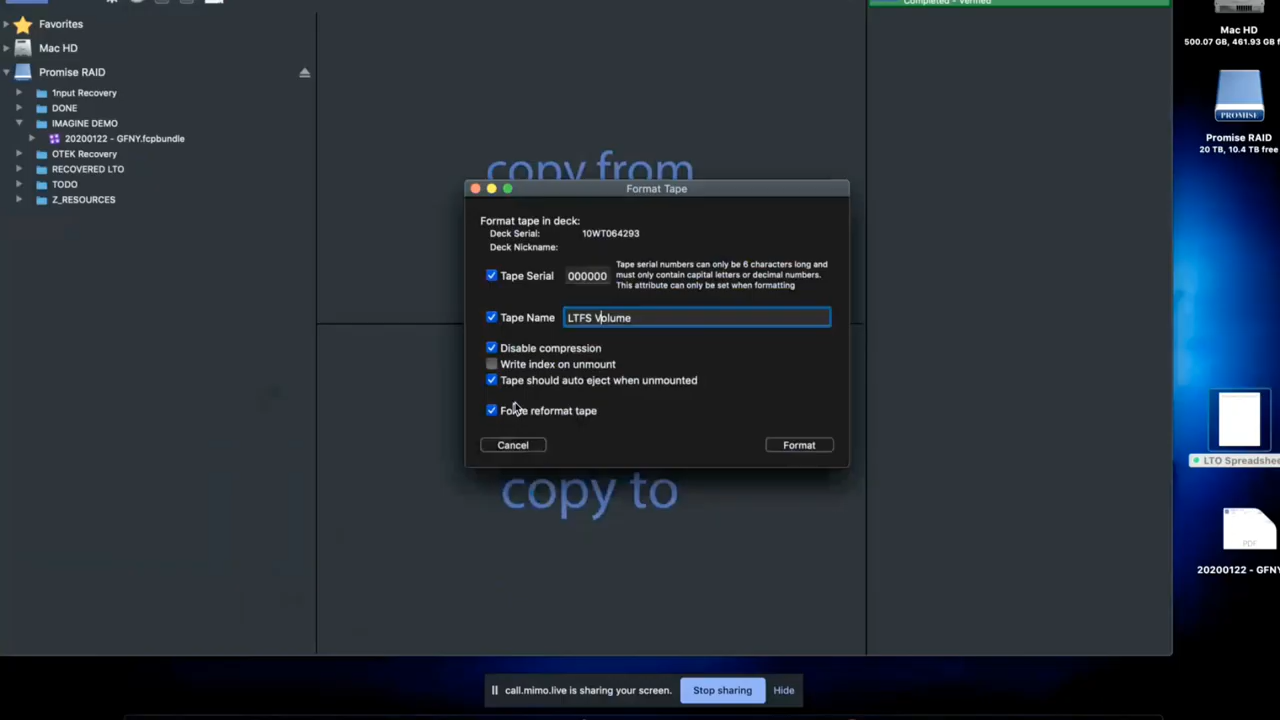 Completed - Verified
Favorites
Mac HD
Promise RAID
1nput Recovery
DONE
IMAGINE DEMO
20200122 - GFNY.fcpbundle
OTEK Recovery
RECOVERED LTO
TODO
Z_RESOURCES
copy from
Format Tape
Format tape in deck:
Deck Serial: 10WT064293
Deck Nickname:
Tape Serial 000000
Tape serial numbers can only be 6 characters long and
must only contain capital letters or decimal numbers.
This attribute can only be set when formatting
Tape Name LTFS Volume
Disable compression
Write index on unmount
Tape should auto eject when unmounted
Force reformat tape
Cancel Format
copy to
Mac HD
500.07 GB, 461.93 GB f
PROMISE
Promise RAID
20 TB, 10.4 TB free
LTO Spreadshee
PDF
20200122 - GFNY
call.mimo.live is sharing your screen. Stop sharing Hide